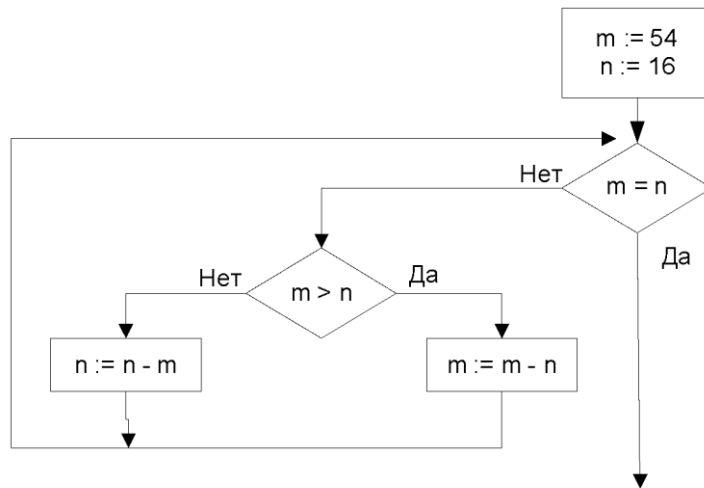 m := 54
n := 16
Нет
m = n
Да
Нет
m > n
Да
n := n - m
m := m - n